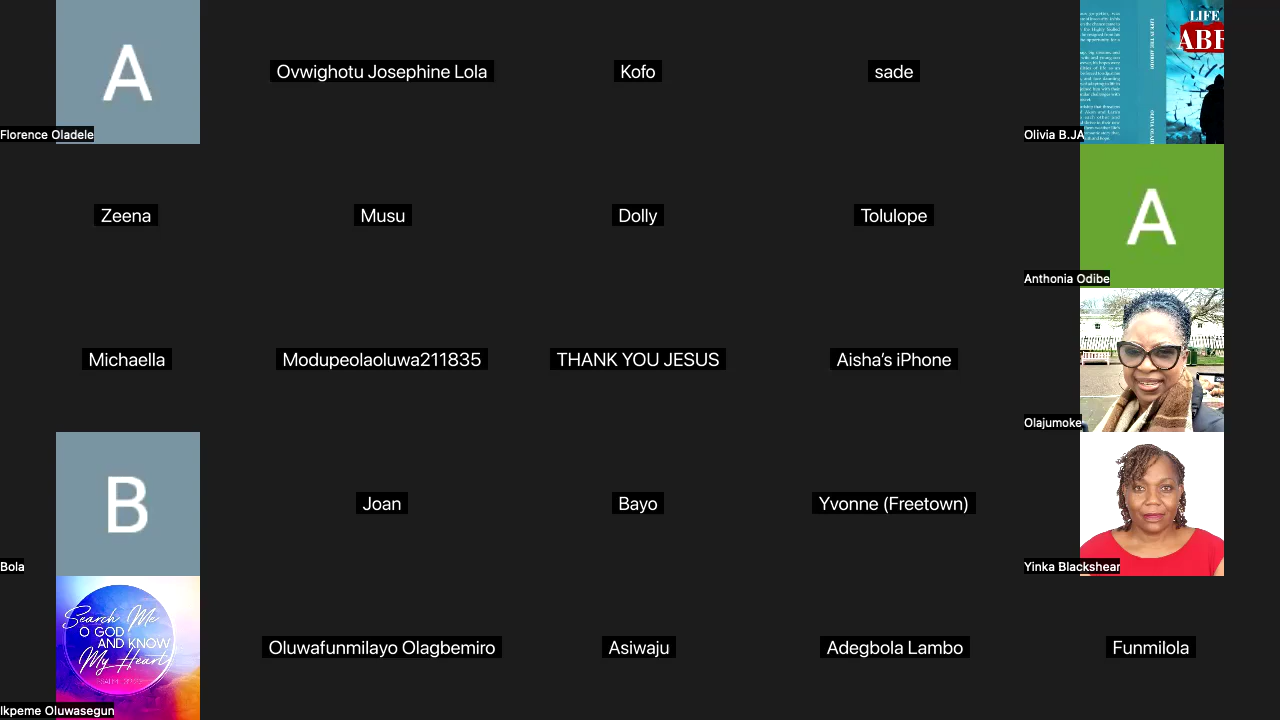 A
Florence Oladele
Ovwighotu Josephine Lola
Kofo
sade
LIFE
ABR
Olivia B.JA
Zeena
Musu
Dolly
Tolulope
A
Anthonia Odibe
Michaella
Modupeolaoluwa211835
THANK YOU JESUS
Aisha's iPhone
Olajumoke
B
Bola
Joan
Bayo
Yvonne (Freetown)
Yinka Blackshear
Search Me
O GOD
AND KNOW
My Heart
Ikpeme Oluwasegun
Oluwafunmilayo Olagbemiro
Asiwaju
Adegbola Lambo
Funmilola